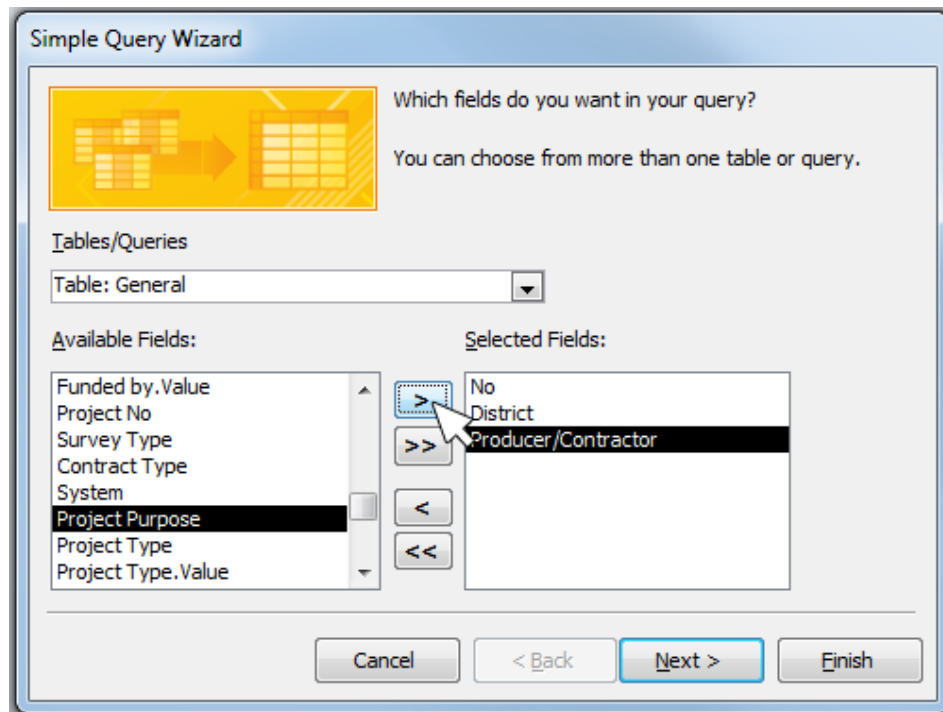 Simple Query Wizard
Which fields do you want in your query?
You can choose from more than one table or query.
Tables/Queries
Table: General
Available Fields:
Selected Fields:
Funded by.Value
Project No
Survey Type
Contract Type
System
Project Purpose
Project Type
Project Type.Value
>
>>
<
<<
No
District
Producer/Contractor
Cancel
< Back
Next >
Finish